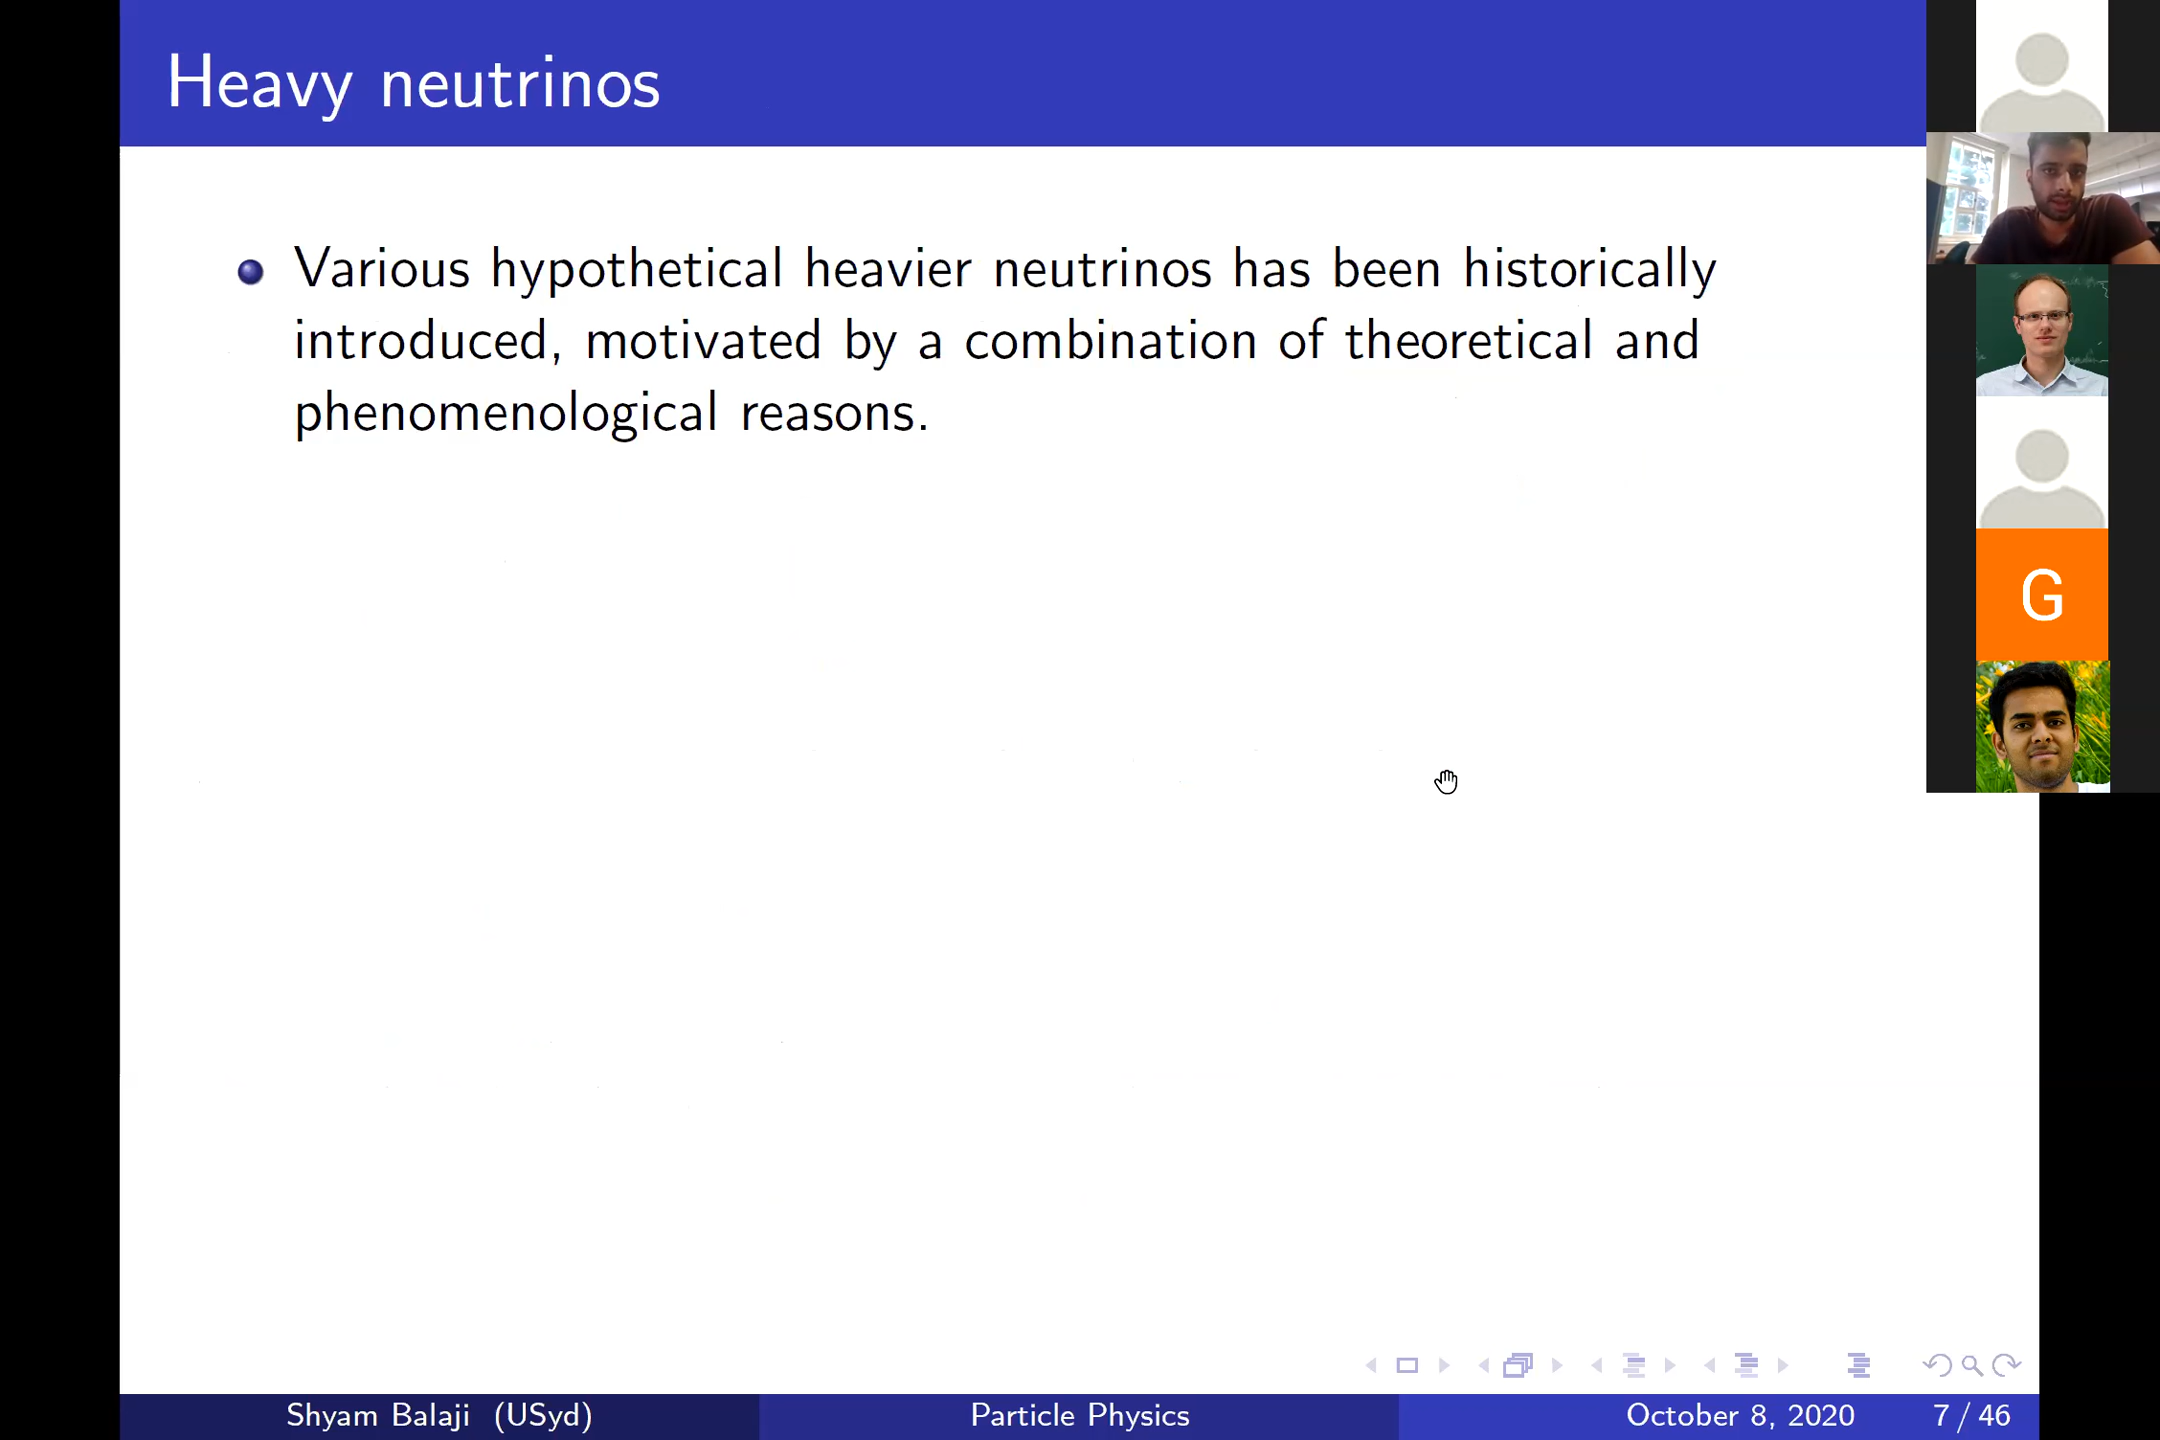 Heavy neutrinos
Various hypothetical heavier neutrinos has been historically
introduced, motivated by a combination of theoretical and
phenomenological reasons.
G
Shyam Balaji (USyd)
Particle Physics
October 8, 2020
7 / 46